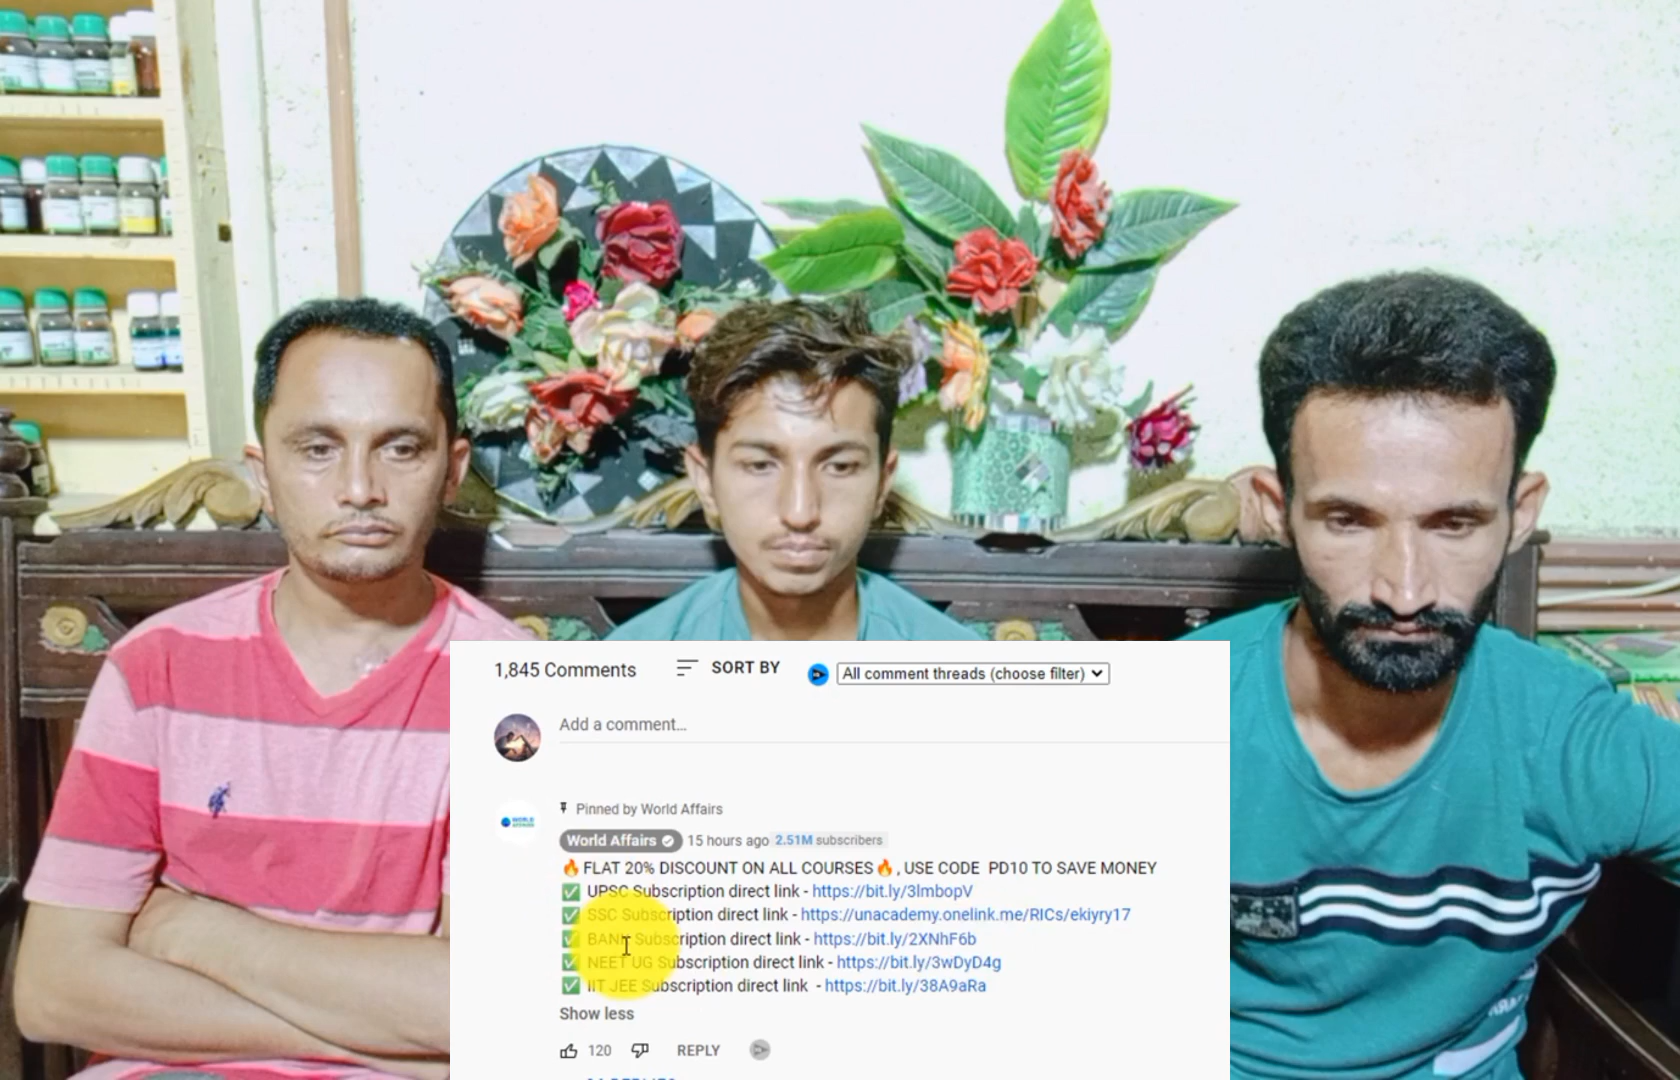 1,845 Comments
SORT BY
All comment threads (choose filter)
Add a comment...
Pinned by World Affairs
WORLD AFFAIRS
World Affairs 15 hours ago 2.51M subscribers
🔥FLAT 20% DISCOUNT ON ALL COURSES🔥, USE CODE PD10 TO SAVE MONEY
✅ UPSC Subscription direct link - https://bit.ly/3lmbopV
✅ SSC Subscription direct link - https://unacademy.onelink.me/RICs/ekiyry17
✅ BANK Subscription direct link - https://bit.ly/2XNhF6b
✅ NEET UG Subscription direct link - https://bit.ly/3wDyD4g
✅ IIT JEE Subscription direct link - https://bit.ly/38A9aRa
Show less
120 REPLY